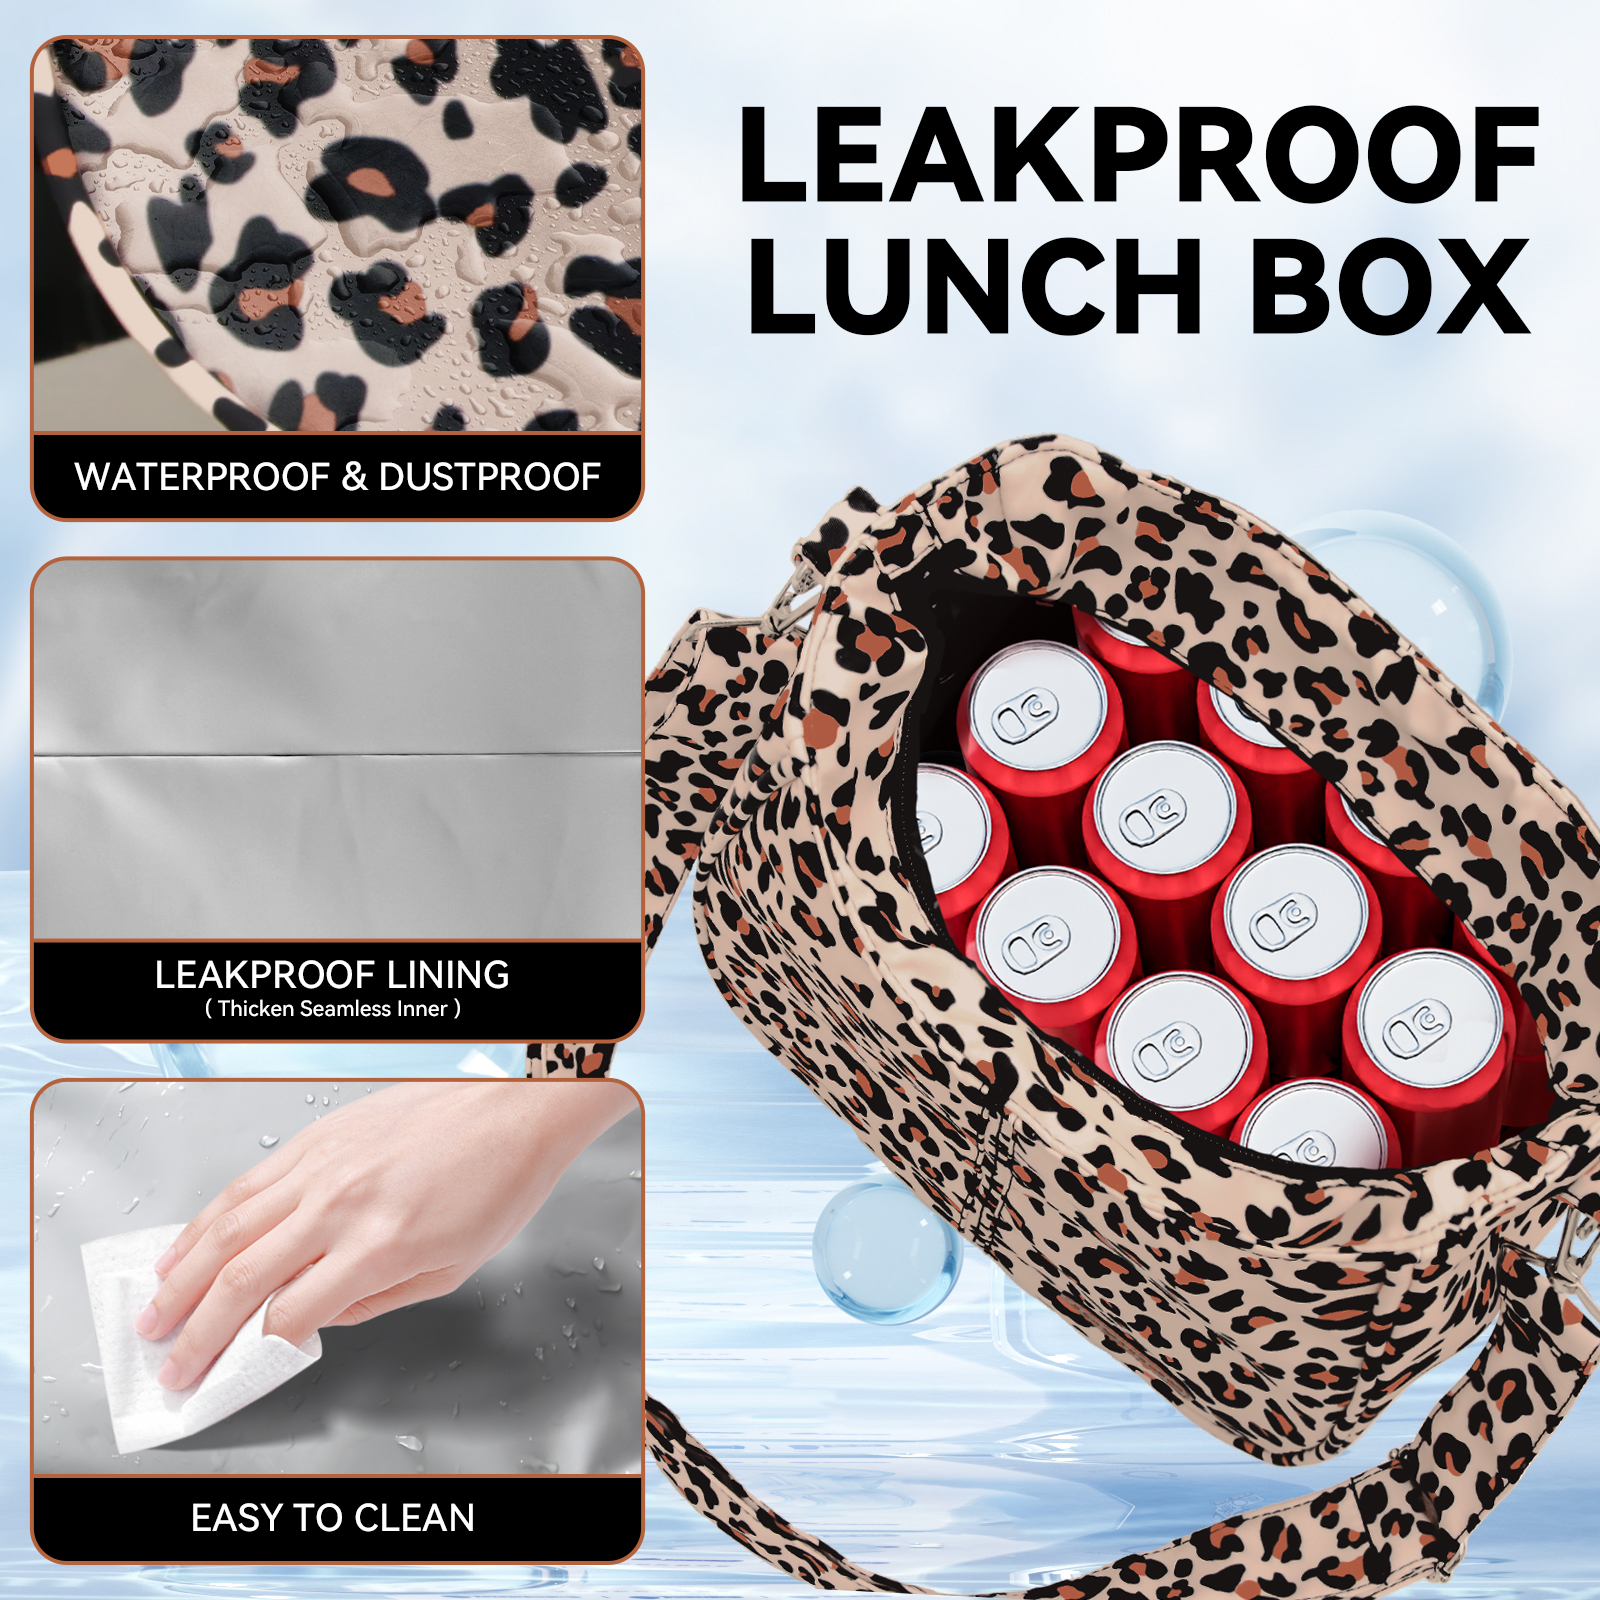 LEAKPROOF
LUNCH BOX
WATERPROOF & DUSTPROOF
LEAKPROOF LINING
( Thicken Seamless Inner )
EASY TO CLEAN